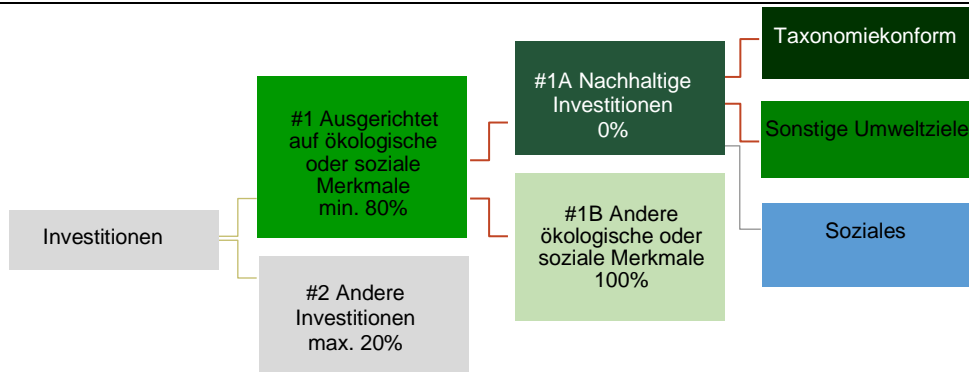 Investitionen
#1 Ausgerichtet
auf ökologische
oder soziale
Merkmale
min. 80%
#2 Andere
Investitionen
max. 20%
#1A Nachhaltige
Investitionen
0%
#1B Andere
ökologische oder
soziale Merkmale
100%
Taxonomiekonform
Sonstige Umweltziele
Soziales